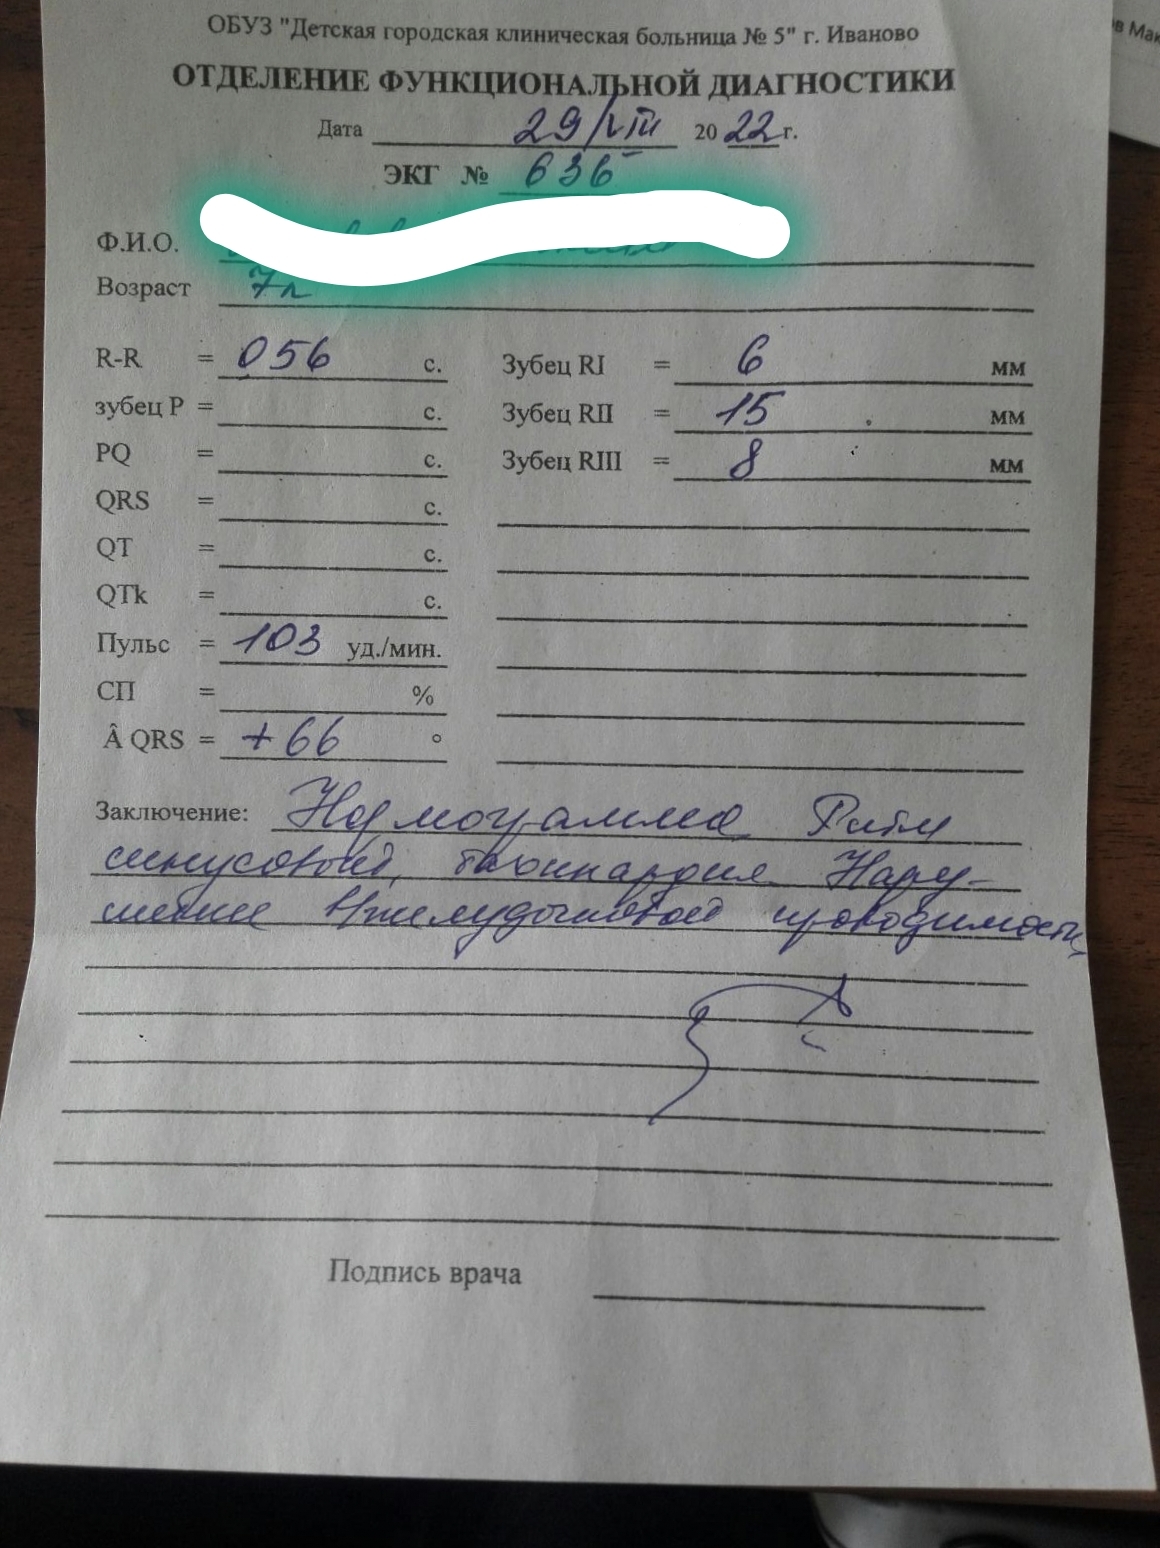 ОБУЗ "Детская городская клиническая больница № 5" г. Иваново
ОТДЕЛЕНИЕ ФУНКЦИОНАЛЬНОЙ ДИАГНОСТИКИ
Дата 29/VIII 2022 г.
ЭКГ № 636
Ф.И.О.
Возраст 7л
R-R = 056 с. Зубец RI = 6 мм
зубец P = с. Зубец RII = 15 мм
PQ = с. Зубец RIII = 8 мм
QRS = с.
QT = с.
QTk = с.
Пульс = 103 уд./мин.
СП = %
Â QRS = +66 °
Заключение: Нормограмма Ритм
синусовый, тахикардия Нару-
шение в/желудочковой проводимости
Подпись врача